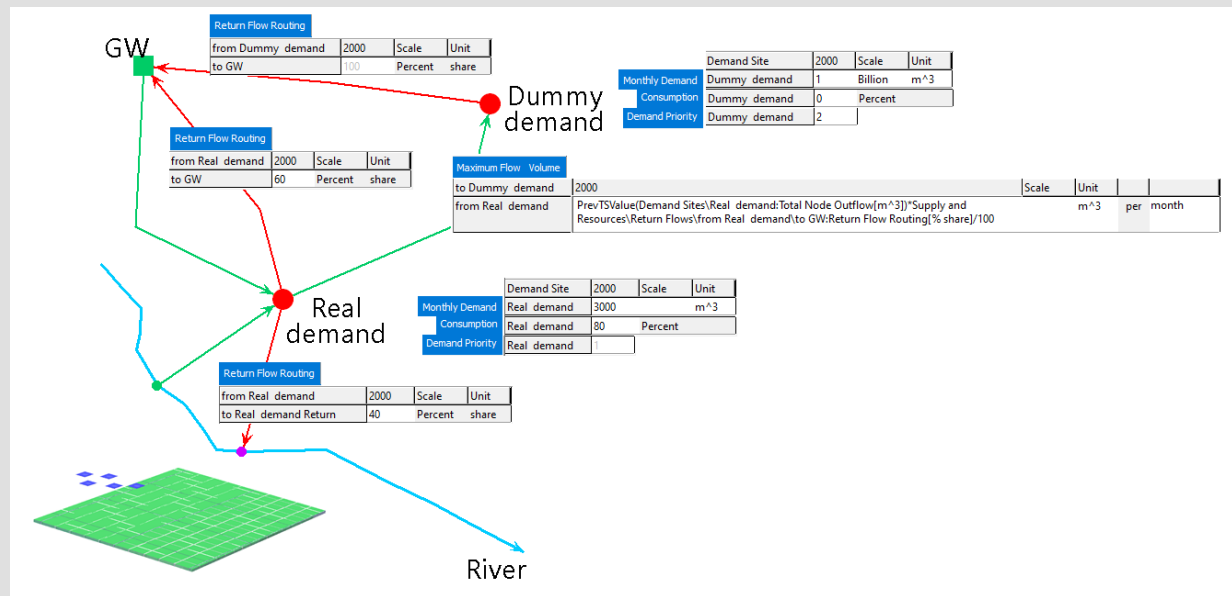 Return Flow Routing
from Dummy demand 2000 Scale Unit
to GW 100 Percent share
GW
Demand Site 2000 Scale Unit
Monthly Demand Dummy demand 1 Billion m^3
Consumption Dummy demand 0 Percent
Demand Priority Dummy demand 2
Dummy
demand
Return Flow Routing
from Real demand 2000 Scale Unit
to GW 60 Percent share
Maximum Flow Volume
to Dummy demand 2000 Scale Unit
from Real demand PrevTSValue(Demand Sites\Real demand:Total Node Outflow[m^3])*Supply and m^3 per month
Resources\Return Flows\from Real demand\to GW:Return Flow Routing[% share]/100
Demand Site 2000 Scale Unit
Monthly Demand Real demand 3000 m^3
Consumption Real demand 80 Percent
Demand Priority Real demand 1
Real
demand
Return Flow Routing
from Real demand 2000 Scale Unit
to Real demand Return 40 Percent share
River